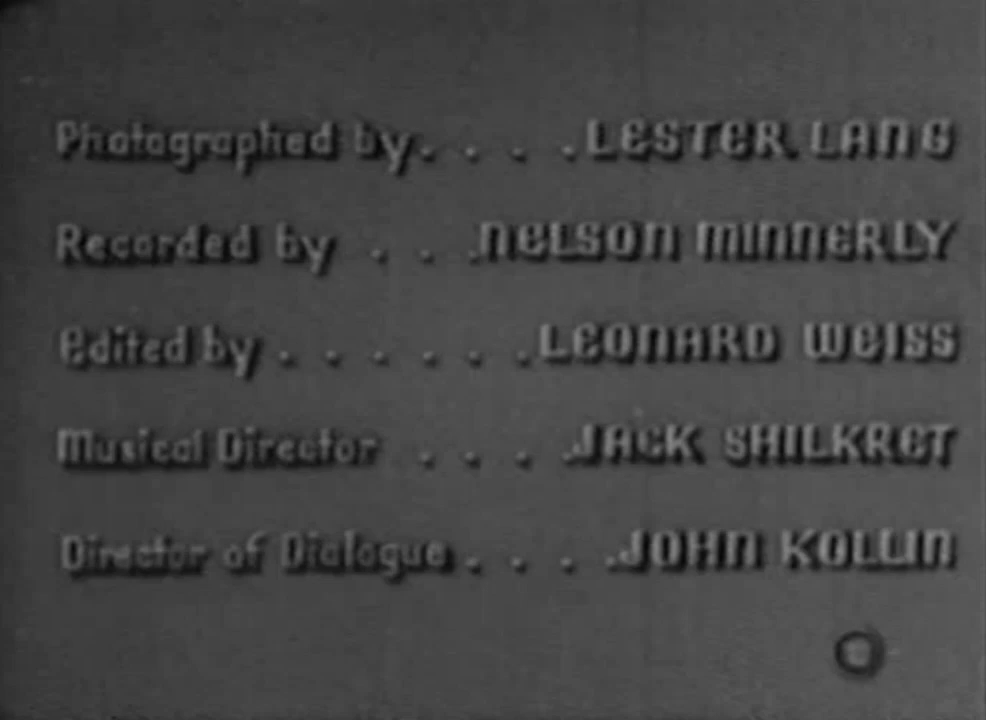 Photographed by. . . . LESTER LANG
Recorded by . . . NELSON MINNERLY
Edited by . . . . . . LEONARD WEISS
Musical Director . . . . JACK SHILKRET
Director of Dialogue . . . . JOHN KOLLIN